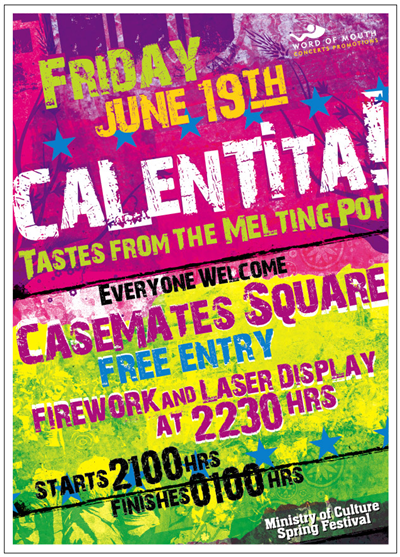 WORD OF MOUTH
CONCERTS PROMOTIONS
FRIDAY
JUNE 19TH
CALENTITA!
TASTES FROM THE MELTING POT
EVERYONE WELCOME
CASEMATES SQUARE
FREE ENTRY
FIREWORK AND LASER DISPLAY
AT 2230 HRS
STARTS 2100 HRS
FINISHES 0100 HRS
Ministry of Culture
Spring Festival